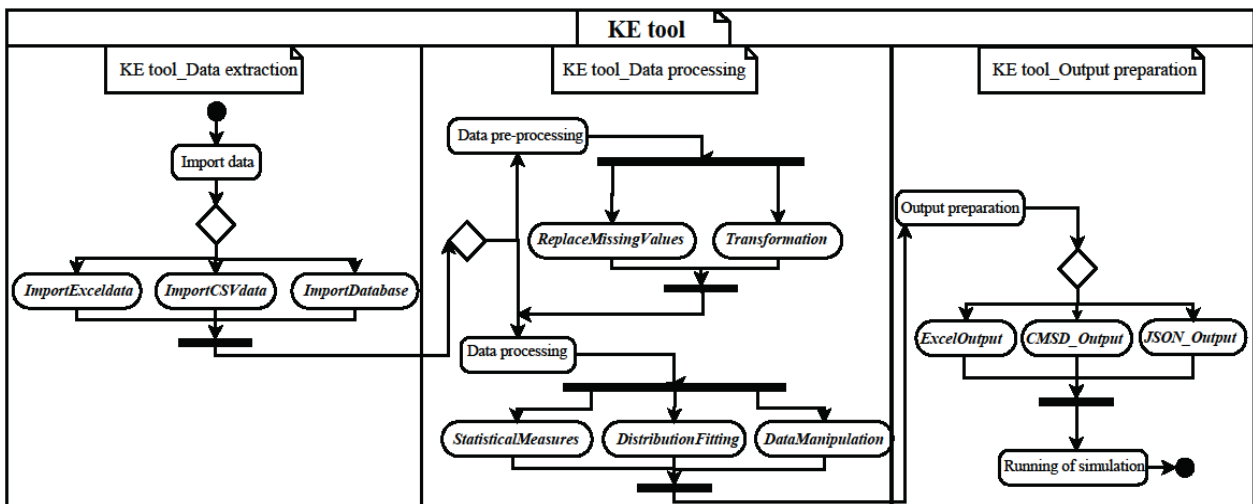 KE tool
KE tool_Data extraction
Import data
ImportExceldata
ImportCSVdata
ImportDatabase
KE tool_Data processing
Data pre-processing
ReplaceMissingValues
Transformation
Data processing
StatisticalMeasures
DistributionFitting
DataManipulation
KE tool_Output preparation
Output preparation
ExcelOutput
CMSD_Output
JSON_Output
Running of simulation